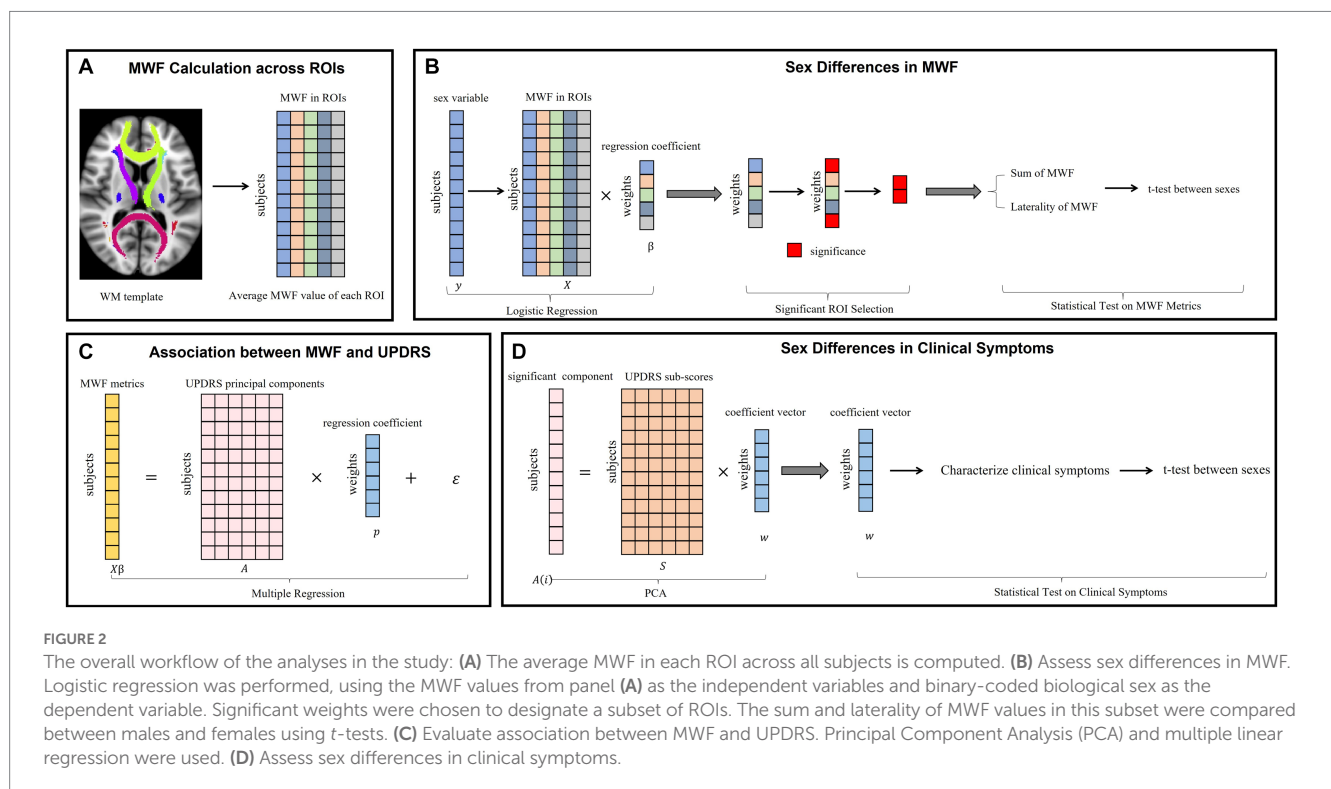 A
MWF Calculation across ROIs
MWF in ROIs
subjects
WM template
Average MWF value of each ROI
B
Sex Differences in MWF
sex variable
MWF in ROIs
regression coefficient
subjects
subjects
×
weights
β
y
X
Logistic Regression
weights
weights
significance
Significant ROI Selection
Sum of MWF
Laterality of MWF
t-test between sexes
Statistical Test on MWF Metrics
C
Association between MWF and UPDRS
MWF metrics
UPDRS principal components
regression coefficient
subjects
=
subjects
×
weights
+
ε
p
Xβ
A
Multiple Regression
D
Sex Differences in Clinical Symptoms
significant component
UPDRS sub-scores
coefficient vector
coefficient vector
subjects
=
subjects
×
weights
weights
Characterize clinical symptoms
t-test between sexes
w
w
A(i)
S
PCA
Statistical Test on Clinical Symptoms
FIGURE 2
The overall workflow of the analyses in the study: (A) The average MWF in each ROI across all subjects is computed. (B) Assess sex differences in MWF.
Logistic regression was performed, using the MWF values from panel (A) as the independent variables and binary-coded biological sex as the
dependent variable. Significant weights were chosen to designate a subset of ROIs. The sum and laterality of MWF values in this subset were compared
between males and females using t-tests. (C) Evaluate association between MWF and UPDRS. Principal Component Analysis (PCA) and multiple linear
regression were used. (D) Assess sex differences in clinical symptoms.